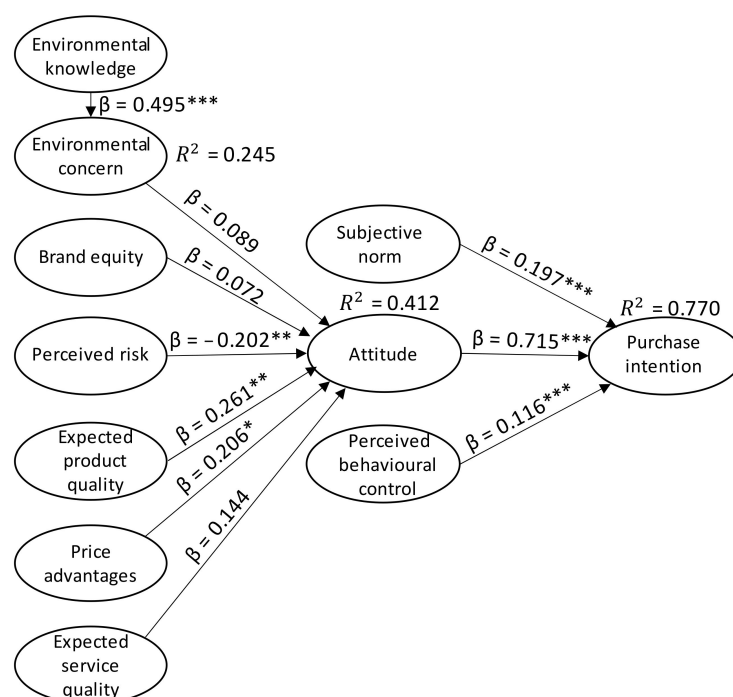 Environmental
knowledge
β = 0.495***
Environmental
concern
R² = 0.245
β = 0.089
Brand equity
β = 0.072
Subjective
norm
β = 0.197***
R² = 0.412
R² = 0.770
Perceived risk
β = −0.202**
Attitude
β = 0.715***
Purchase
intention
Expected
product
quality
β = 0.261**
β = 0.206*
Perceived
behavioural
control
β = 0.116***
Price
advantages
β = 0.144
Expected
service
quality